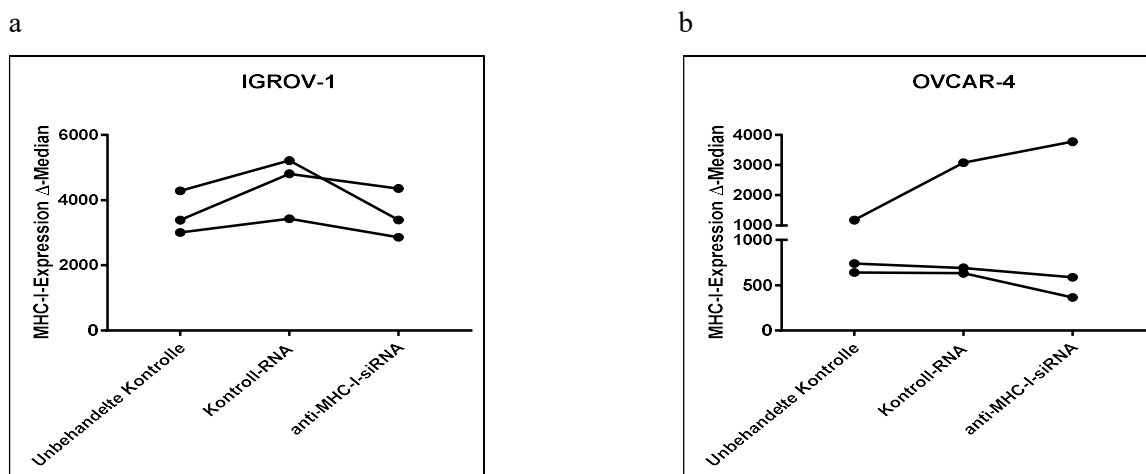 a
b
IGROV-1
MHC-I-Expression Δ-Median
6000
4000
2000
0
Unbehandelte Kontrolle
Kontroll-RNA
anti-MHC-I-siRNA
OVCAR-4
MHC-I-Expression Δ-Median
4000
3000
2000
1000
1000
500
0
Unbehandelte Kontrolle
Kontroll-RNA
anti-MHC-I-siRNA